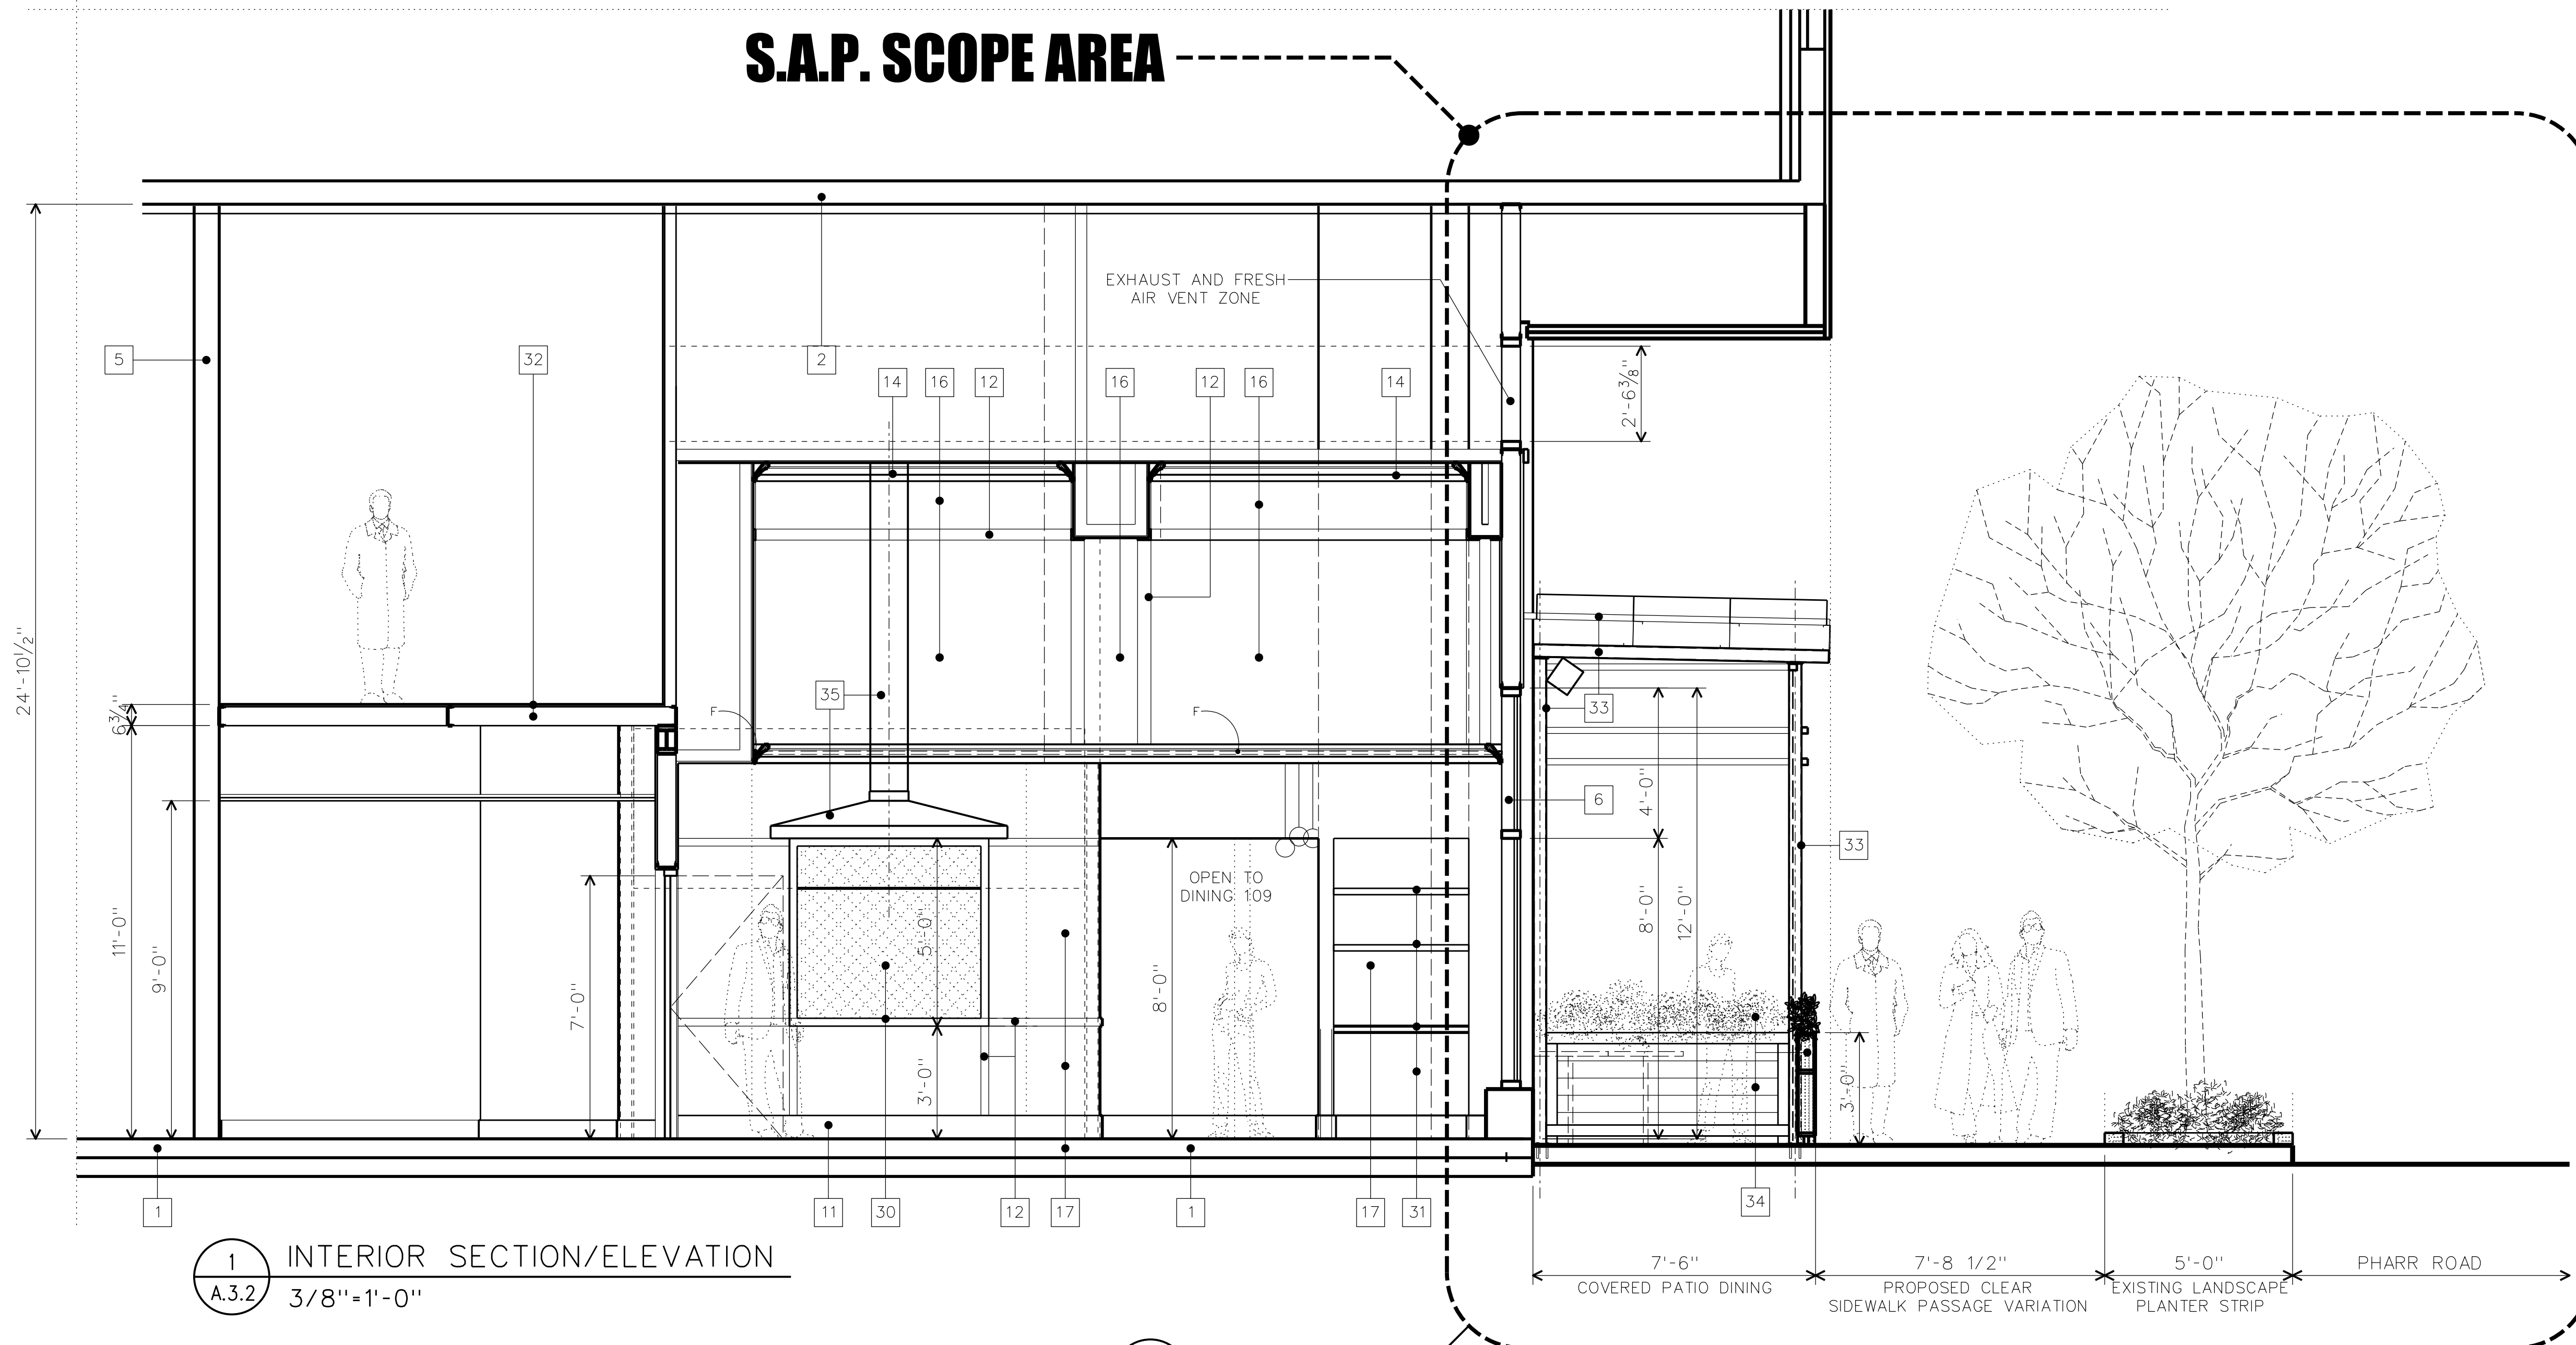 S.A.P. SCOPE AREA
EXHAUST AND FRESH
AIR VENT ZONE
5
32
2
14
16
12
16
12
16
14
2'-6 3/8"
24'-10 1/2"
6 3/4"
35
F
F
33
6
4'-0"
33
OPEN TO
DINING 109
11'-0"
9'-0"
7'-0"
5'-0"
8'-0"
8'-0"
12'-0"
3'-0"
3'-0"
1
11
30
12
17
1
17
31
34
1
A.3.2
INTERIOR SECTION/ELEVATION
3/8"=1'-0"
7'-6"
COVERED PATIO DINING
7'-8 1/2"
PROPOSED CLEAR
SIDEWALK PASSAGE VARIATION
5'-0"
EXISTING LANDSCAPE
PLANTER STRIP
PHARR ROAD